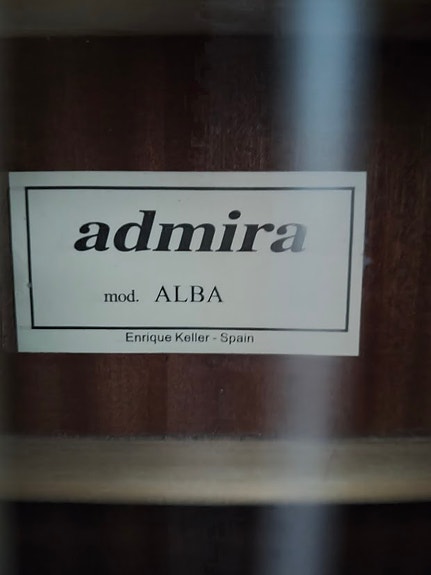 admira
mod. ALBA
Enrique Keller - Spain